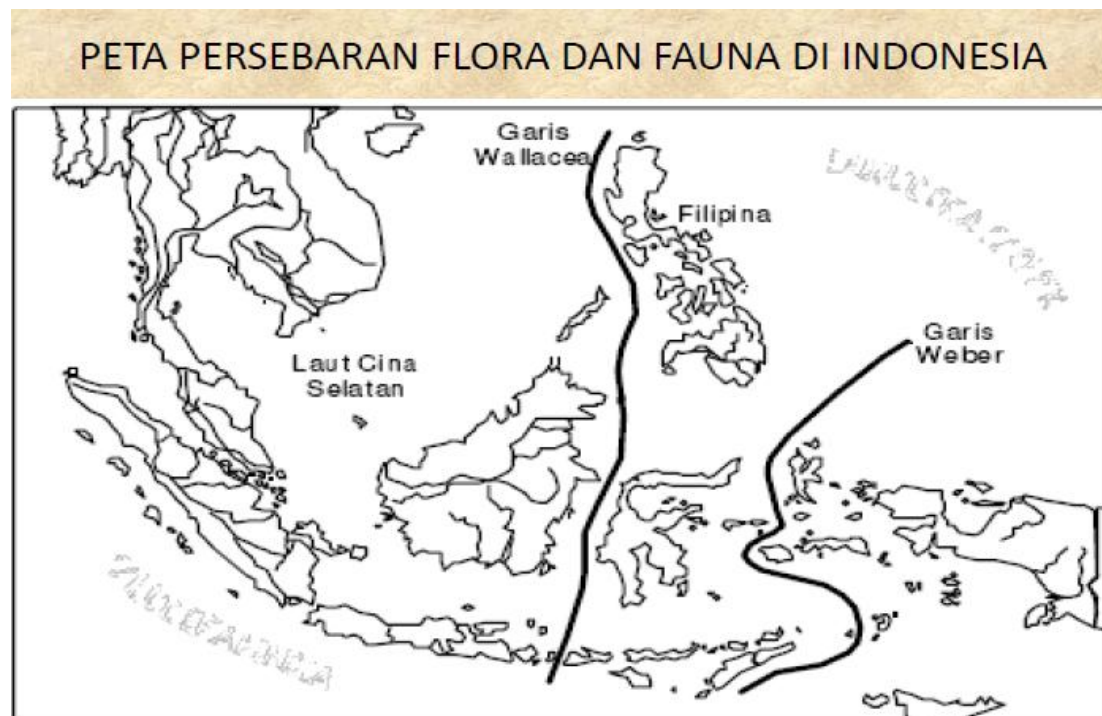 PETA PERSEBARAN FLORA DAN FAUNA DI INDONESIA
Garis
Wallacea
Filipina
Garis
Weber
Laut Cina
Selatan